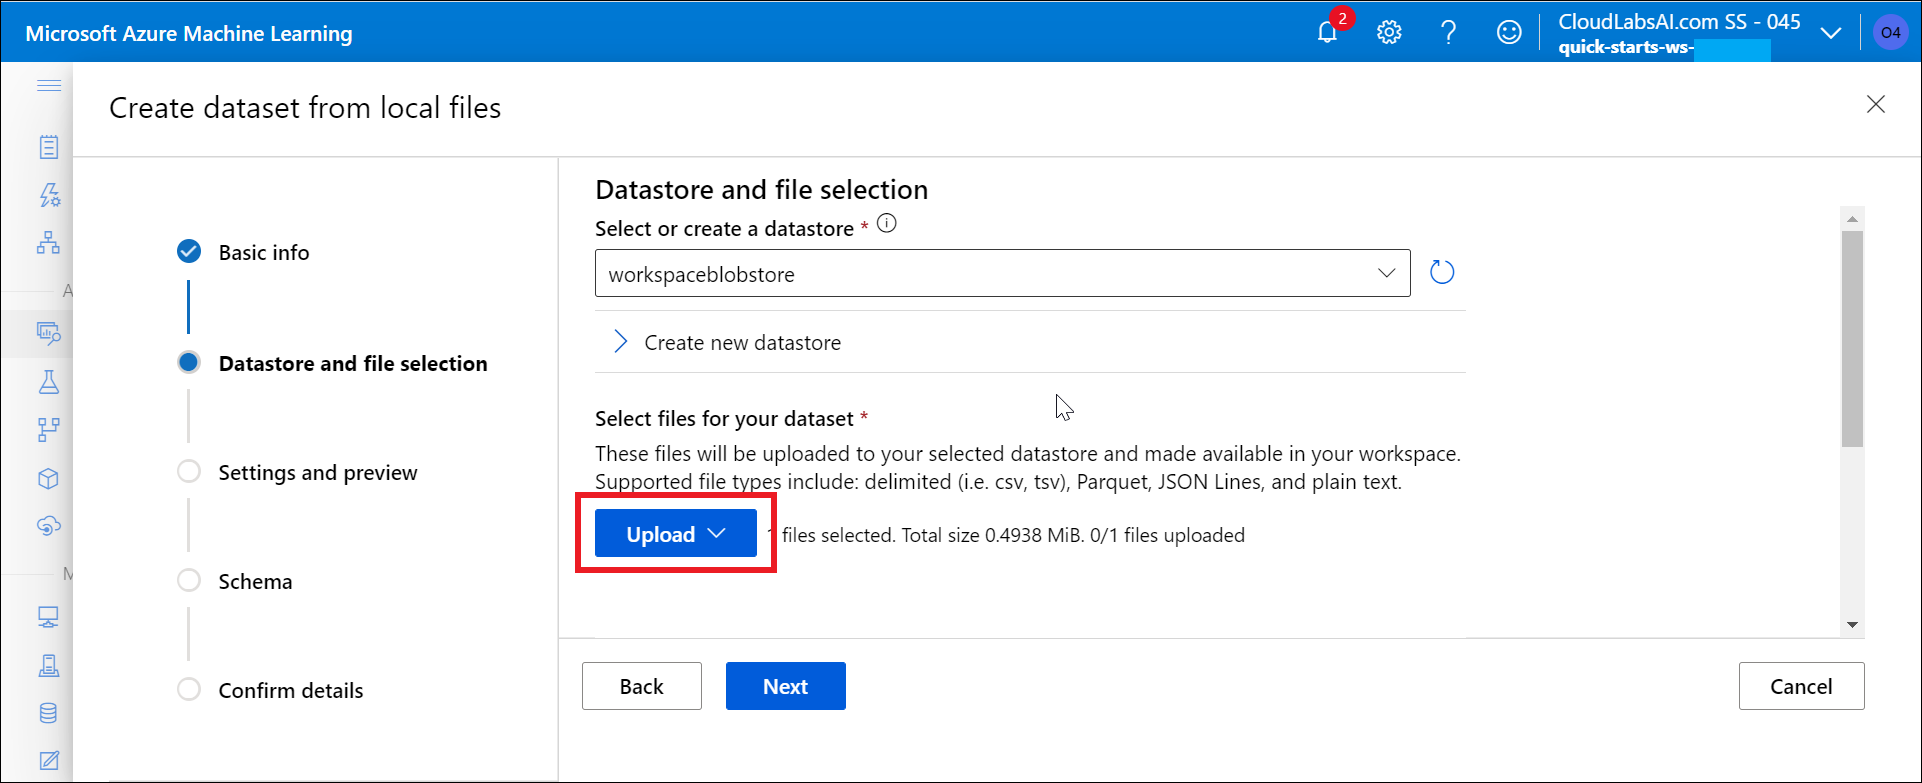 Microsoft Azure Machine Learning
2
CloudLabsAI.com SS - 045
quick-starts-ws-
O4
Create dataset from local files
Basic info
Datastore and file selection
Settings and preview
Schema
Confirm details
A
M
Datastore and file selection
Select or create a datastore *
workspaceblobstore
Create new datastore
Select files for your dataset *
These files will be uploaded to your selected datastore and made available in your workspace.
Supported file types include: delimited (i.e. csv, tsv), Parquet, JSON Lines, and plain text.
Upload
1 files selected. Total size 0.4938 MiB. 0/1 files uploaded
Back
Next
Cancel